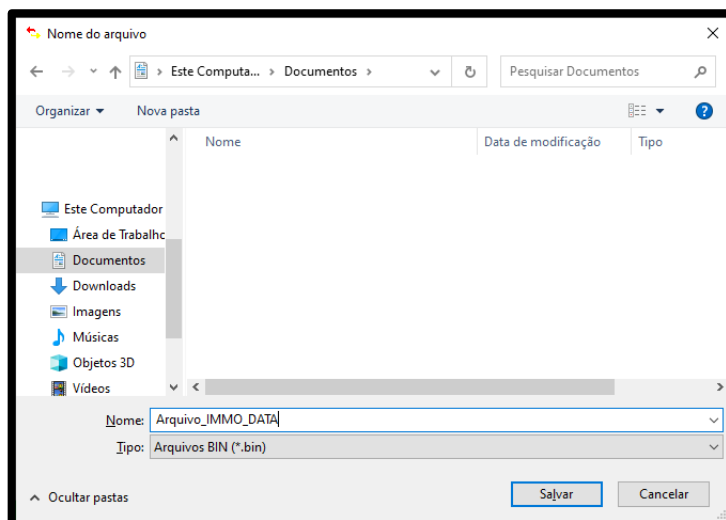 Nome do arquivo
Este Computa... > Documentos >
Pesquisar Documentos
Organizar
Nova pasta
Nome
Data de modificação
Tipo
Este Computador
Área de Trabalhc
Documentos
Downloads
Imagens
Músicas
Objetos 3D
Vídeos
Nome: Arquivo_IMMO_DATA
Tipo: Arquivos BIN (*.bin)
Ocultar pastas
Salvar
Cancelar